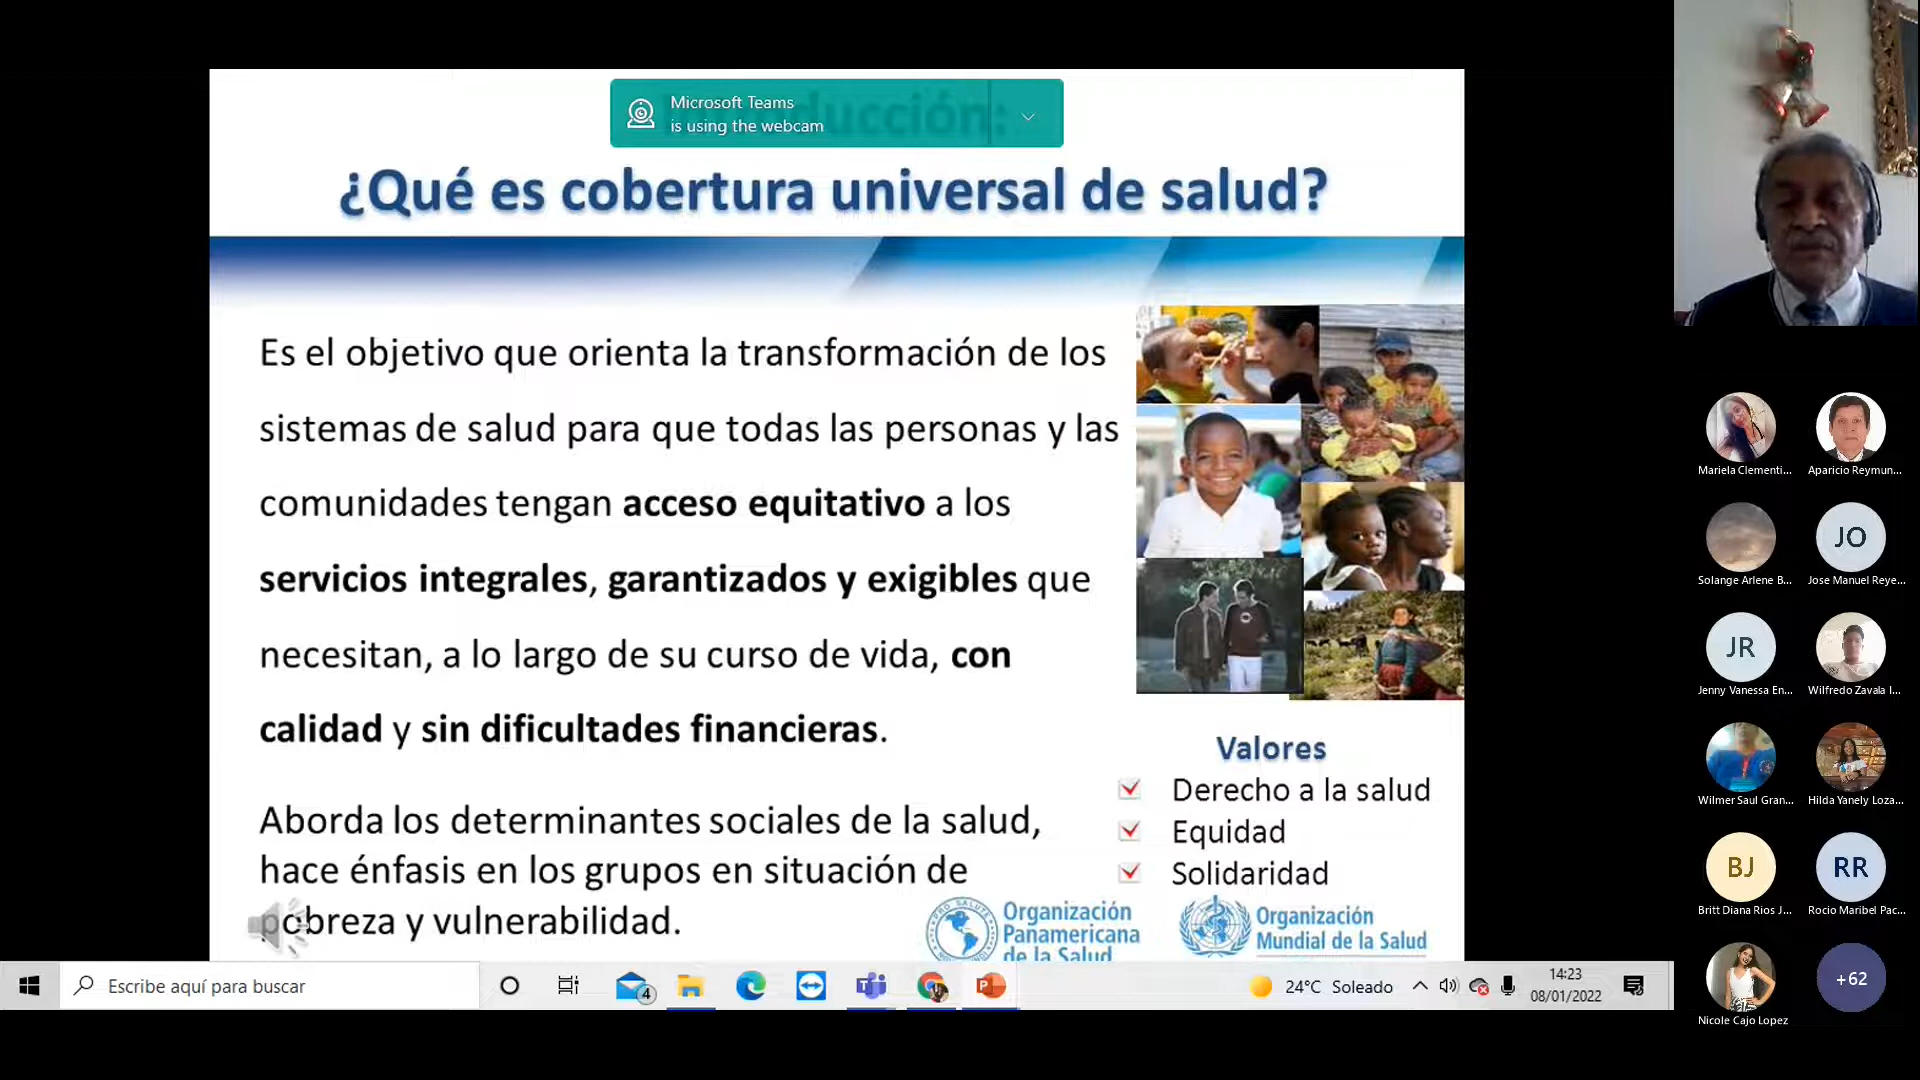 Microsoft Teams
is using the webcam
ucción:
¿Qué es cobertura universal de salud?
Es el objetivo que orienta la transformación de los
sistemas de salud para que todas las personas y las
comunidades tengan acceso equitativo a los
servicios integrales, garantizados y exigibles que
necesitan, a lo largo de su curso de vida, con
calidad y sin dificultades financieras.
Aborda los determinantes sociales de la salud,
hace énfasis en los grupos en situación de
pobreza y vulnerabilidad.
Valores
Derecho a la salud
Equidad
Solidaridad
Organización
Panamericana
de la Salud
Organización
Mundial de la Salud
Escribe aquí para buscar
4
24°C Soleado
14:23
08/01/2022
Mariela Clementi...
Aparicio Reymun...
Solange Arlene B...
JO
Jose Manuel Reye...
JR
Jenny Vanessa En...
Wilfredo Zavala I...
Wilmer Saul Gran...
Hilda Yanely Loza...
BJ
Britt Diana Rios J...
RR
Rocio Maribel Pac...
Nicole Cajo Lopez
+62